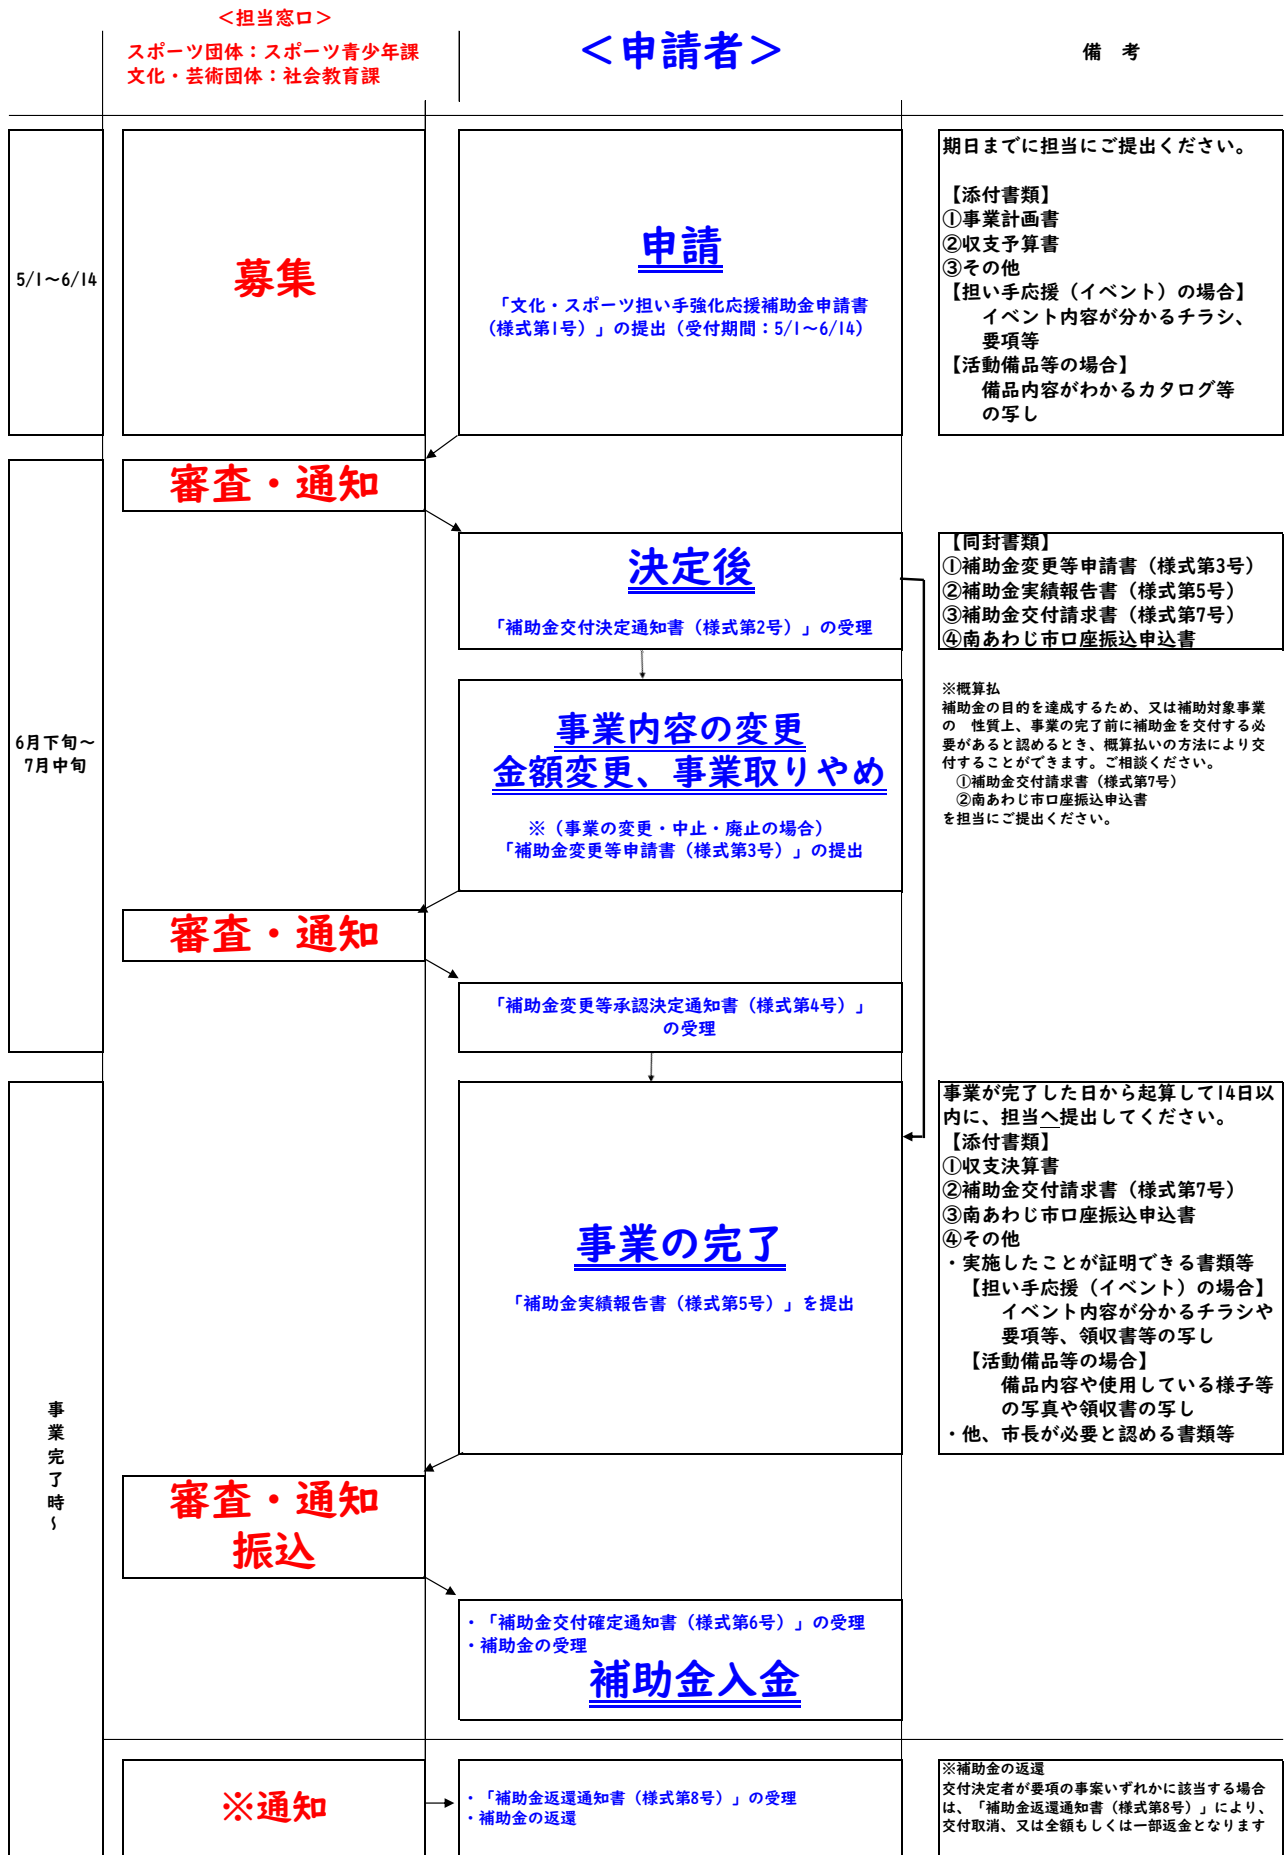 ＜担当窓口＞
スポーツ団体：スポーツ青少年課
文化・芸術団体：社会教育課
＜申請者＞
備　考
5/1～6/14
募集
申請
「文化・スポーツ担い手強化応援補助金申請書
（様式第1号）」の提出（受付期間：5/1～6/14）
期日までに担当にご提出ください。
【添付書類】
①事業計画書
②収支予算書
③その他
【担い手応援（イベント）の場合】
イベント内容が分かるチラシ、
要項等
【活動備品等の場合】
備品内容がわかるカタログ等
の写し
6月下旬～
7月中旬
審査・通知
決定後
「補助金交付決定通知書（様式第2号）」の受理
【同封書類】
①補助金変更等申請書（様式第3号）
②補助金実績報告書（様式第5号）
③補助金交付請求書（様式第7号）
④南あわじ市口座振込申込書
※概算払
補助金の目的を達成するため、又は補助対象事業
の　性質上、事業の完了前に補助金を交付する必
要があると認めるとき、概算払いの方法により交
付することができます。ご相談ください。
①補助金交付請求書（様式第7号）
②南あわじ市口座振込申込書
を担当にご提出ください。
事業内容の変更
金額変更、事業取りやめ
※（事業の変更・中止・廃止の場合）
「補助金変更等申請書（様式第3号）」の提出
審査・通知
「補助金変更等承認決定通知書（様式第4号）」
の受理
事業完了時～
事業の完了
「補助金実績報告書（様式第5号）」を提出
事業が完了した日から起算して14日以
内に、担当へ提出してください。
【添付書類】
①収支決算書
②補助金交付請求書（様式第7号）
③南あわじ市口座振込申込書
④その他
・実施したことが証明できる書類等
【担い手応援（イベント）の場合】
イベント内容が分かるチラシや
要項等、領収書等の写し
【活動備品等の場合】
備品内容や使用している様子等
の写真や領収書の写し
・他、市長が必要と認める書類等
審査・通知
振込
・「補助金交付確定通知書（様式第6号）」の受理
・補助金の受理
補助金入金
※通知
・「補助金返還通知書（様式第8号）」の受理
・補助金の返還
※補助金の返還
交付決定者が要項の事案いずれかに該当する場合
は、「補助金返還通知書（様式第8号）」により、
交付取消、又は全額もしくは一部返金となります